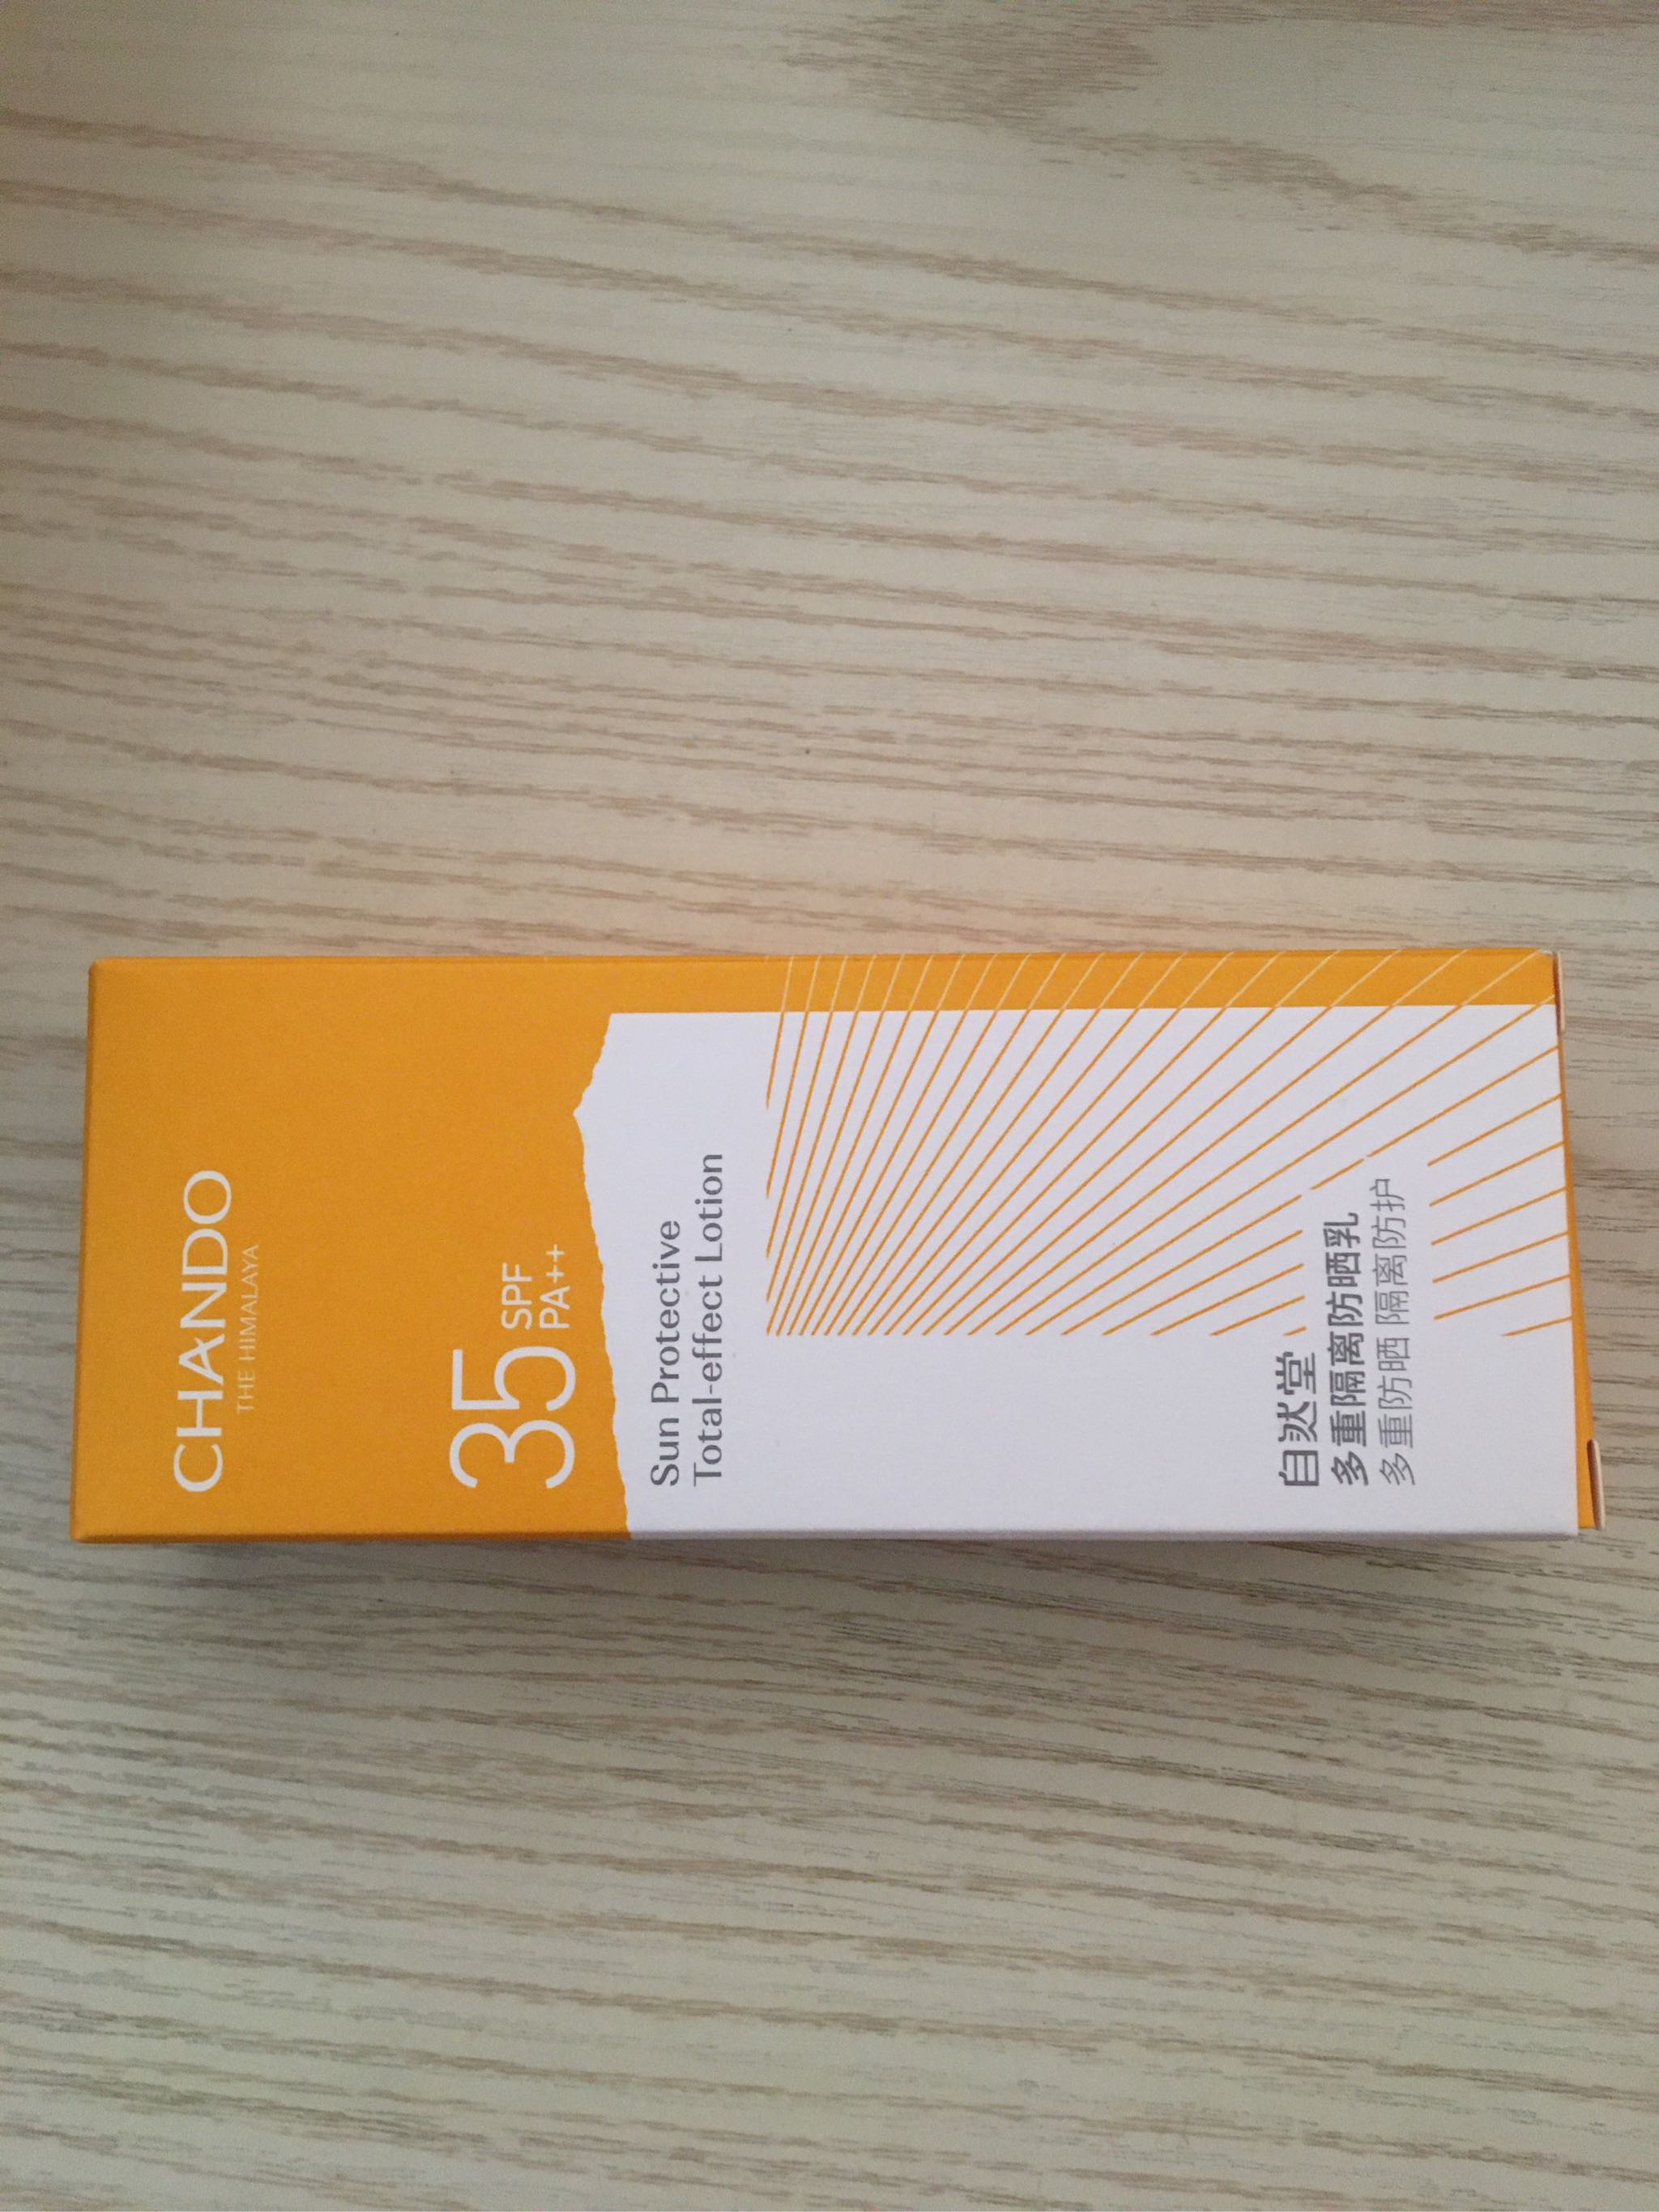 CHANDO
THE HIMALAYA
35 SPF
PA++
Sun Protective
Total-effect Lotion
自然堂
多重隔离防晒乳
多重防晒 隔离防护